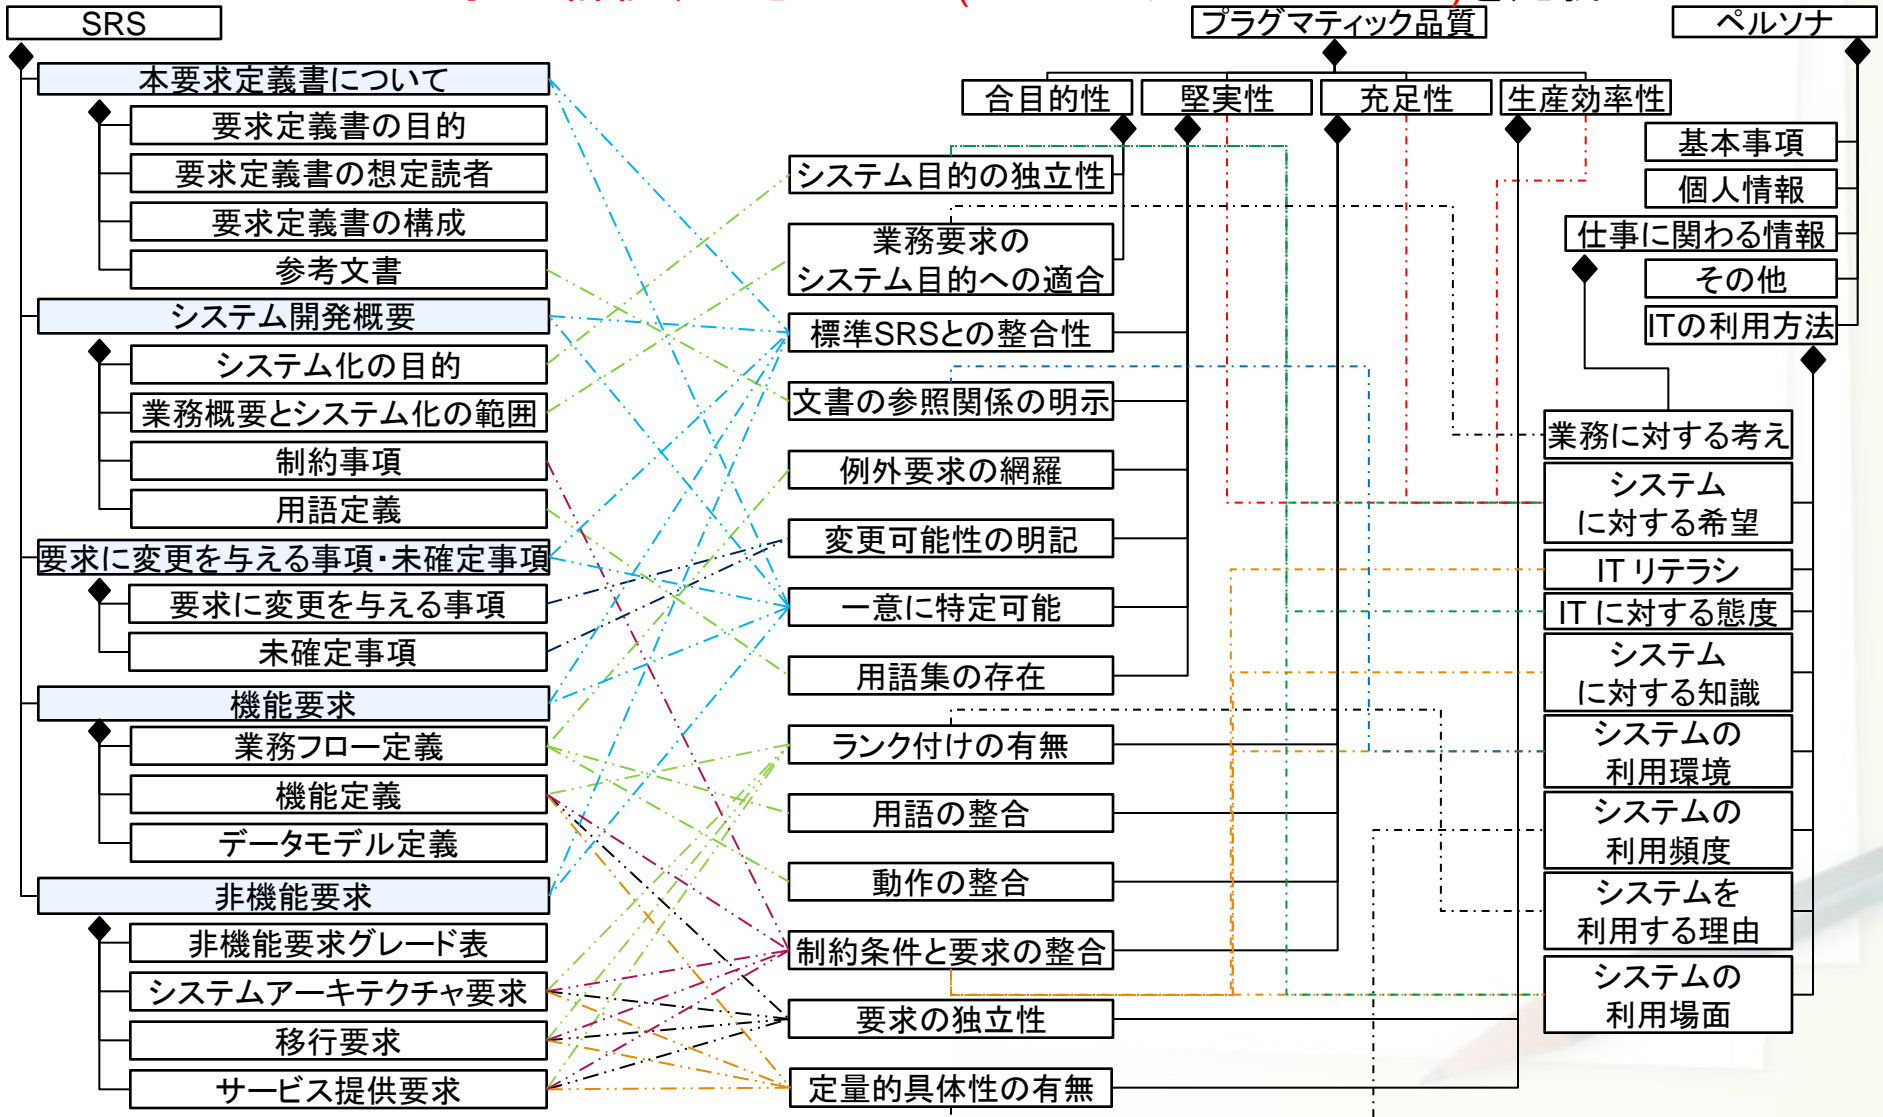 SRS
本要求定義書について
要求定義書の目的
要求定義書の想定読者
要求定義書の構成
参考文書
システム開発概要
システム化の目的
業務概要とシステム化の範囲
制約事項
用語定義
要求に変更を与える事項・未確定事項
要求に変更を与える事項
未確定事項
機能要求
業務フロー定義
機能定義
データモデル定義
非機能要求
非機能要求グレード表
システムアーキテクチャ要求
移行要求
サービス提供要求
プラグマティック品質
合目的性
堅実性
充足性
生産効率性
システム目的の独立性
業務要求の
システム目的への適合
標準SRSとの整合性
文書の参照関係の明示
例外要求の網羅
変更可能性の明記
一意に特定可能
用語集の存在
ランク付けの有無
用語の整合
動作の整合
制約条件と要求の整合
要求の独立性
定量的具体性の有無
ペルソナ
基本事項
個人情報
仕事に関わる情報
その他
ITの利用方法
業務に対する考え
システム
に対する希望
IT リテラシ
IT に対する態度
システム
に対する知識
システムの
利用環境
システムの
利用頻度
システムを
利用する理由
システムの
利用場面